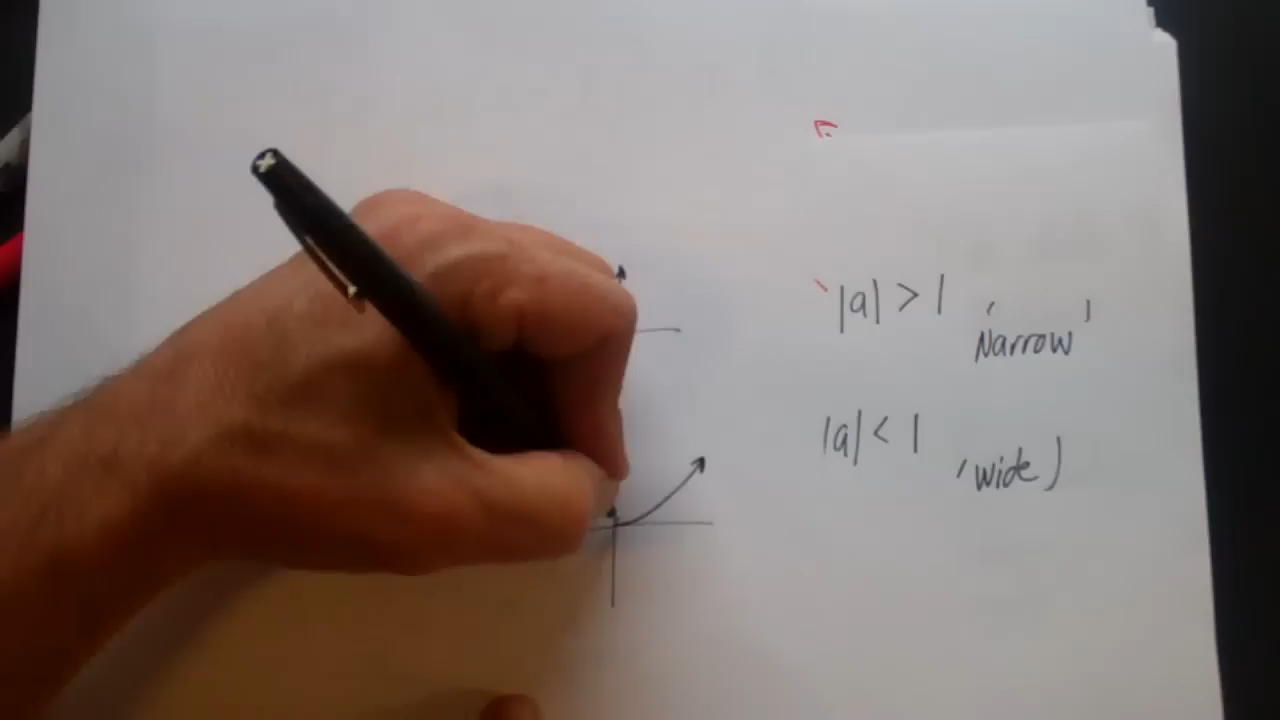 |a| > 1
'Narrow'
|a| < 1
'wide)